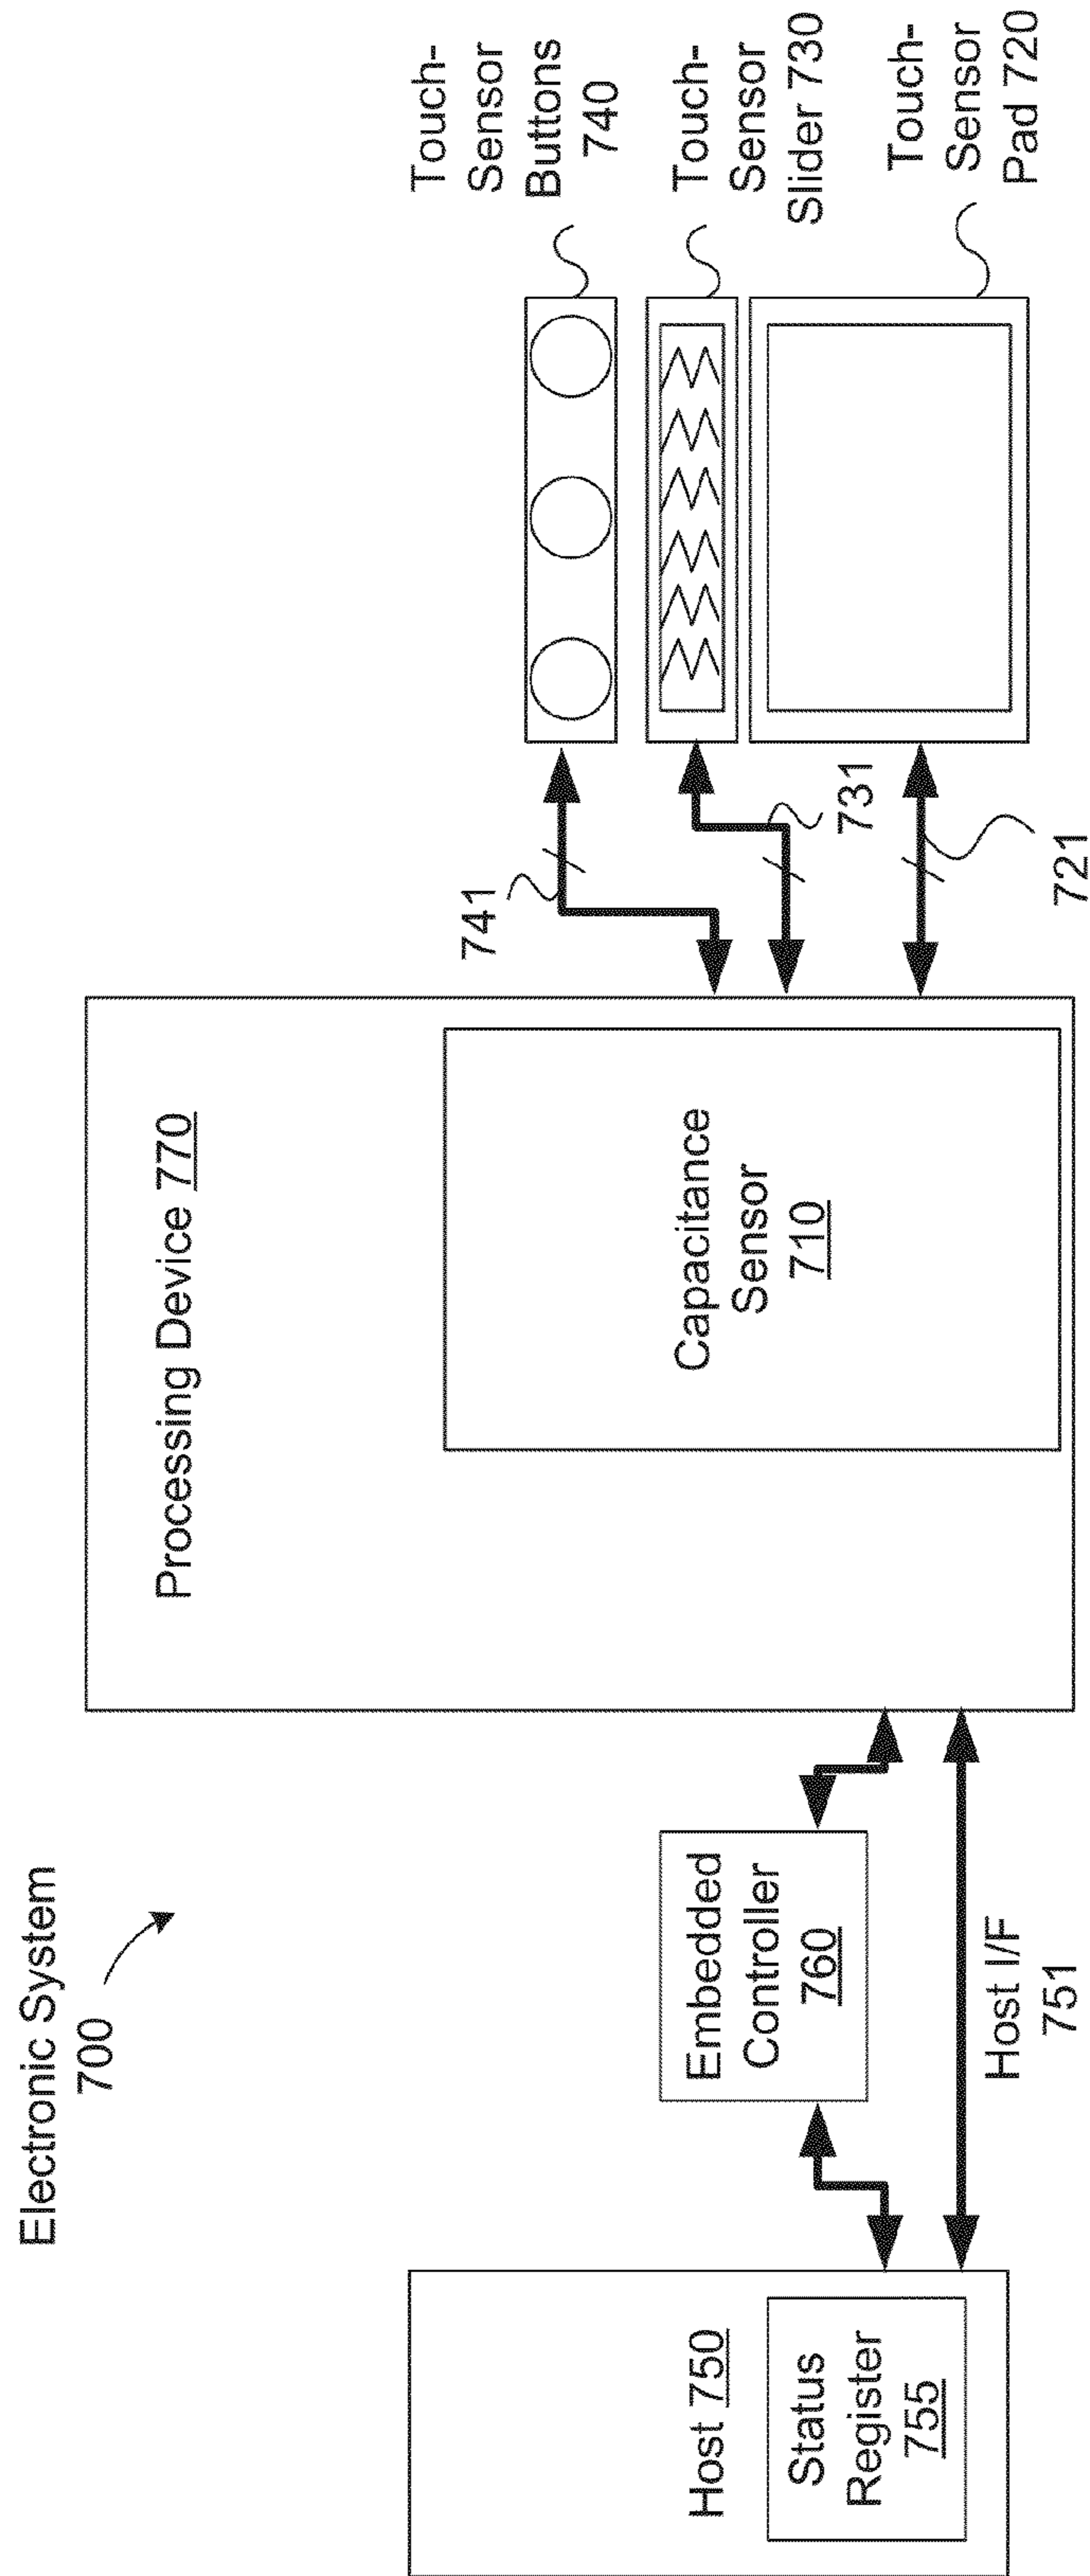 Electronic System
700
Host 750
Status
Register
755
Embedded
Controller
760
Host I/F
751
Processing Device 770
Capacitance
Sensor
710
741
731
721
Touch-
Sensor
Buttons
740
Touch-
Sensor
Slider 730
Touch-
Sensor
Pad 720